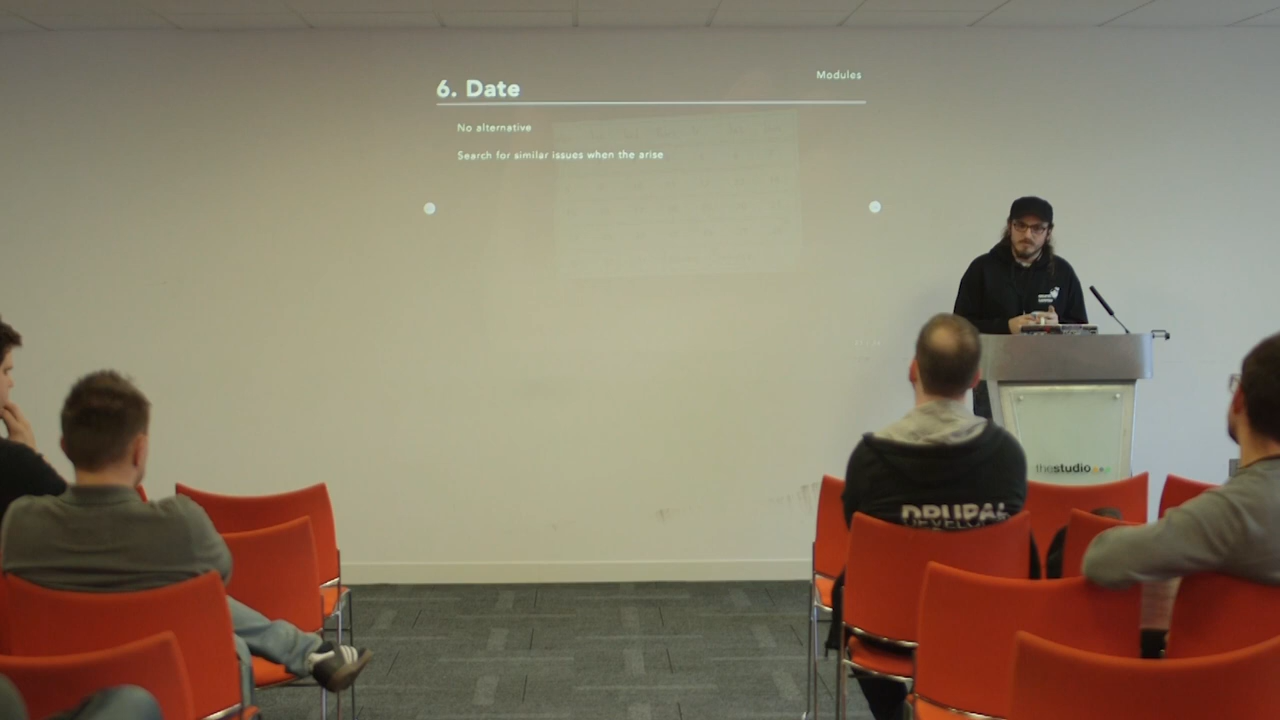 Modules
6. Date
No alternative
Search for similar issues when the arise
thestudio
DRUPAL